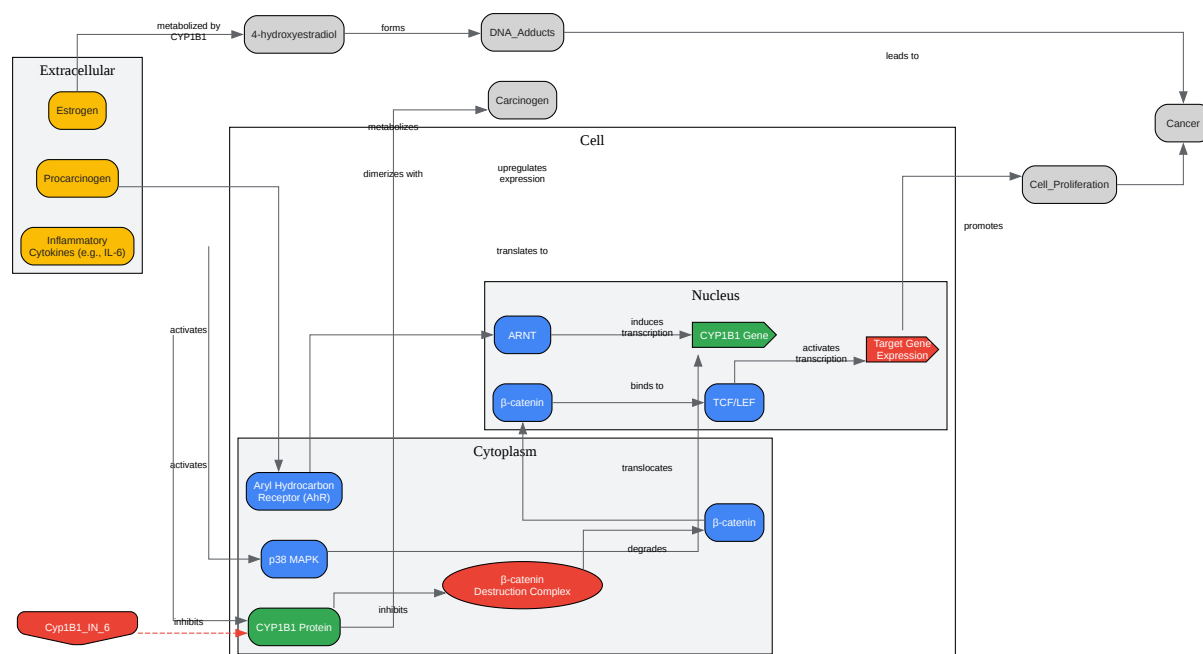 metabolized by
CYP1B1
4-hydroxyestradiol
forms
DNA_Adducts
leads to
Extracellular
Estrogen
Carcinogen
Cancer
metabolizes
Cell
Procarcinogen
dimerizes with
upregulates
expression
Cell_Proliferation
promotes
Inflammatory
Cytokines (e.g., IL-6)
translates to
Nucleus
activates
ARNT
induces
transcription
CYP1B1 Gene
Target Gene
Expression
activates
transcription
β-catenin
binds to
TCF/LEF
Cytoplasm
activates
translocates
Aryl Hydrocarbon
Receptor (AhR)
β-catenin
p38 MAPK
degrades
β-catenin
Destruction Complex
inhibits
Cyp1B1_IN_6
inhibits
CYP1B1 Protein